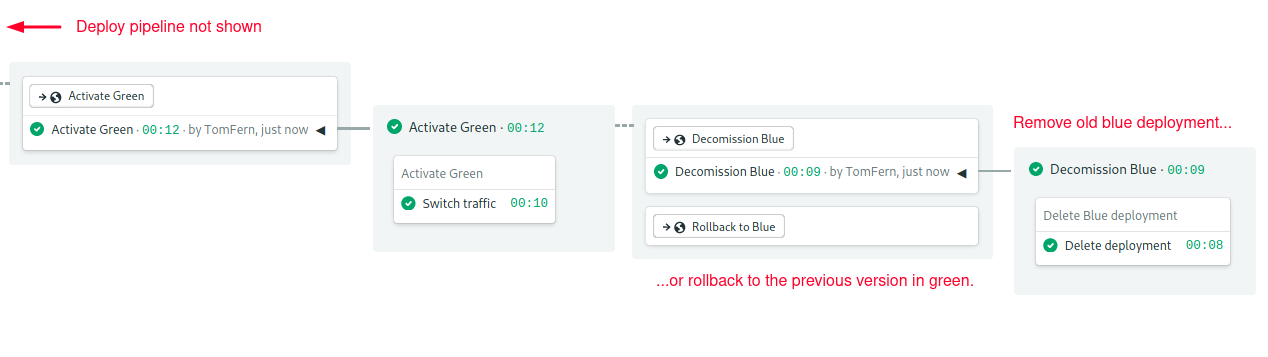 Deploy pipeline not shown
Activate Green
Activate Green · 00:12 · by TomFern, just now
Activate Green · 00:12
Activate Green
Switch traffic 00:10
Decomission Blue
Decomission Blue · 00:09 · by TomFern, just now
Rollback to Blue
...or rollback to the previous version in green.
Remove old blue deployment...
Decomission Blue · 00:09
Delete Blue deployment
Delete deployment 00:08